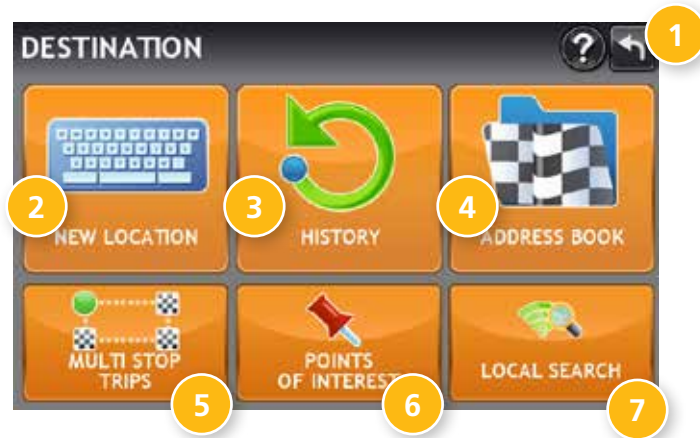 1
DESTINATION
?
2
NEW LOCATION
3
HISTORY
4
ADDRESS BOOK
MULTI STOP
TRIPS
5
POINTS
OF INTEREST
6
LOCAL SEARCH
7